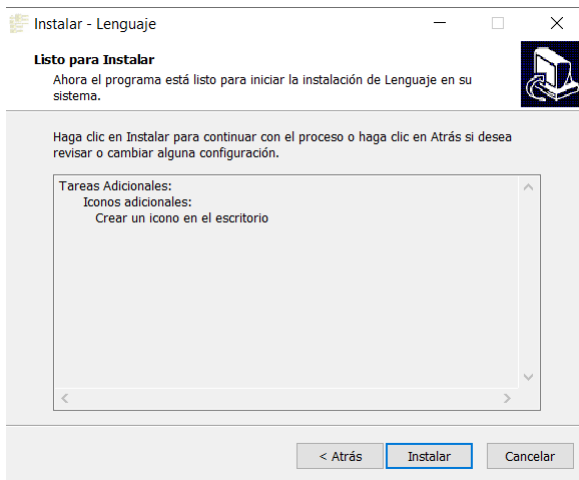 Instalar - Lenguaje
Listo para Instalar
Ahora el programa está listo para iniciar la instalación de Lenguaje en su
sistema.
Haga clic en Instalar para continuar con el proceso o haga clic en Atrás si desea
revisar o cambiar alguna configuración.
Tareas Adicionales:
Iconos adicionales:
Crear un icono en el escritorio
< Atrás
Instalar
Cancelar